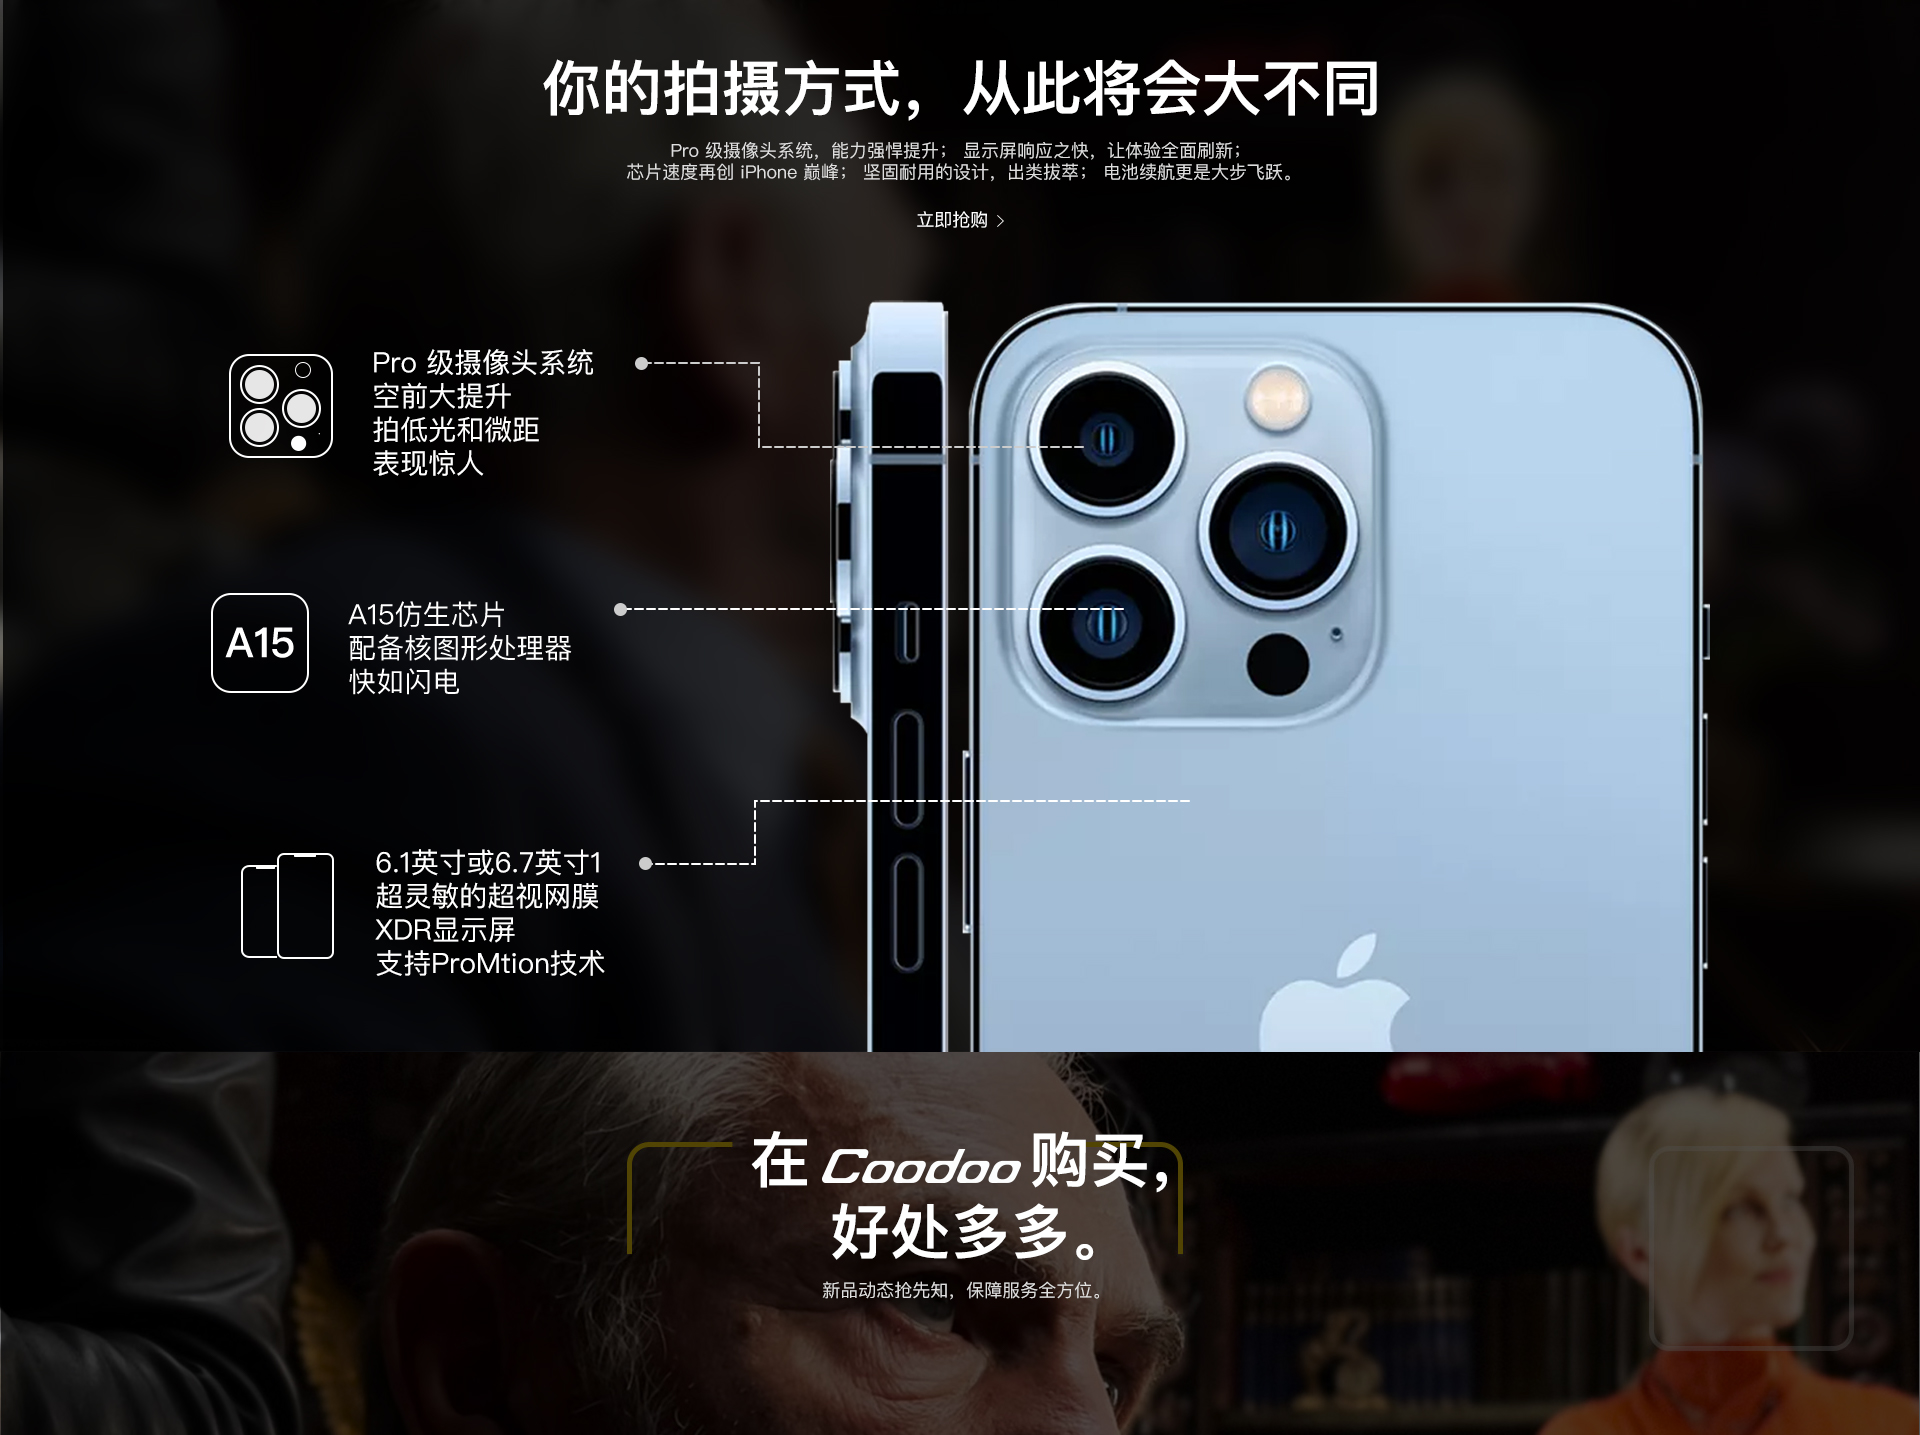 你的拍摄方式，从此将会大不同
Pro 级摄像头系统，能力强悍提升； 显示屏响应之快，让体验全面刷新；
芯片速度再创 iPhone 巅峰； 坚固耐用的设计，出类拔萃； 电池续航更是大步飞跃。
立即抢购 >
Pro 级摄像头系统
空前大提升
拍低光和微距
表现惊人
A15
A15仿生芯片
配备核图形处理器
快如闪电
6.1英寸或6.7英寸1
超灵敏的超视网膜
XDR显示屏
支持ProMtion技术
在 Coodoo 购买，
好处多多。
新品动态抢先知，保障服务全方位。